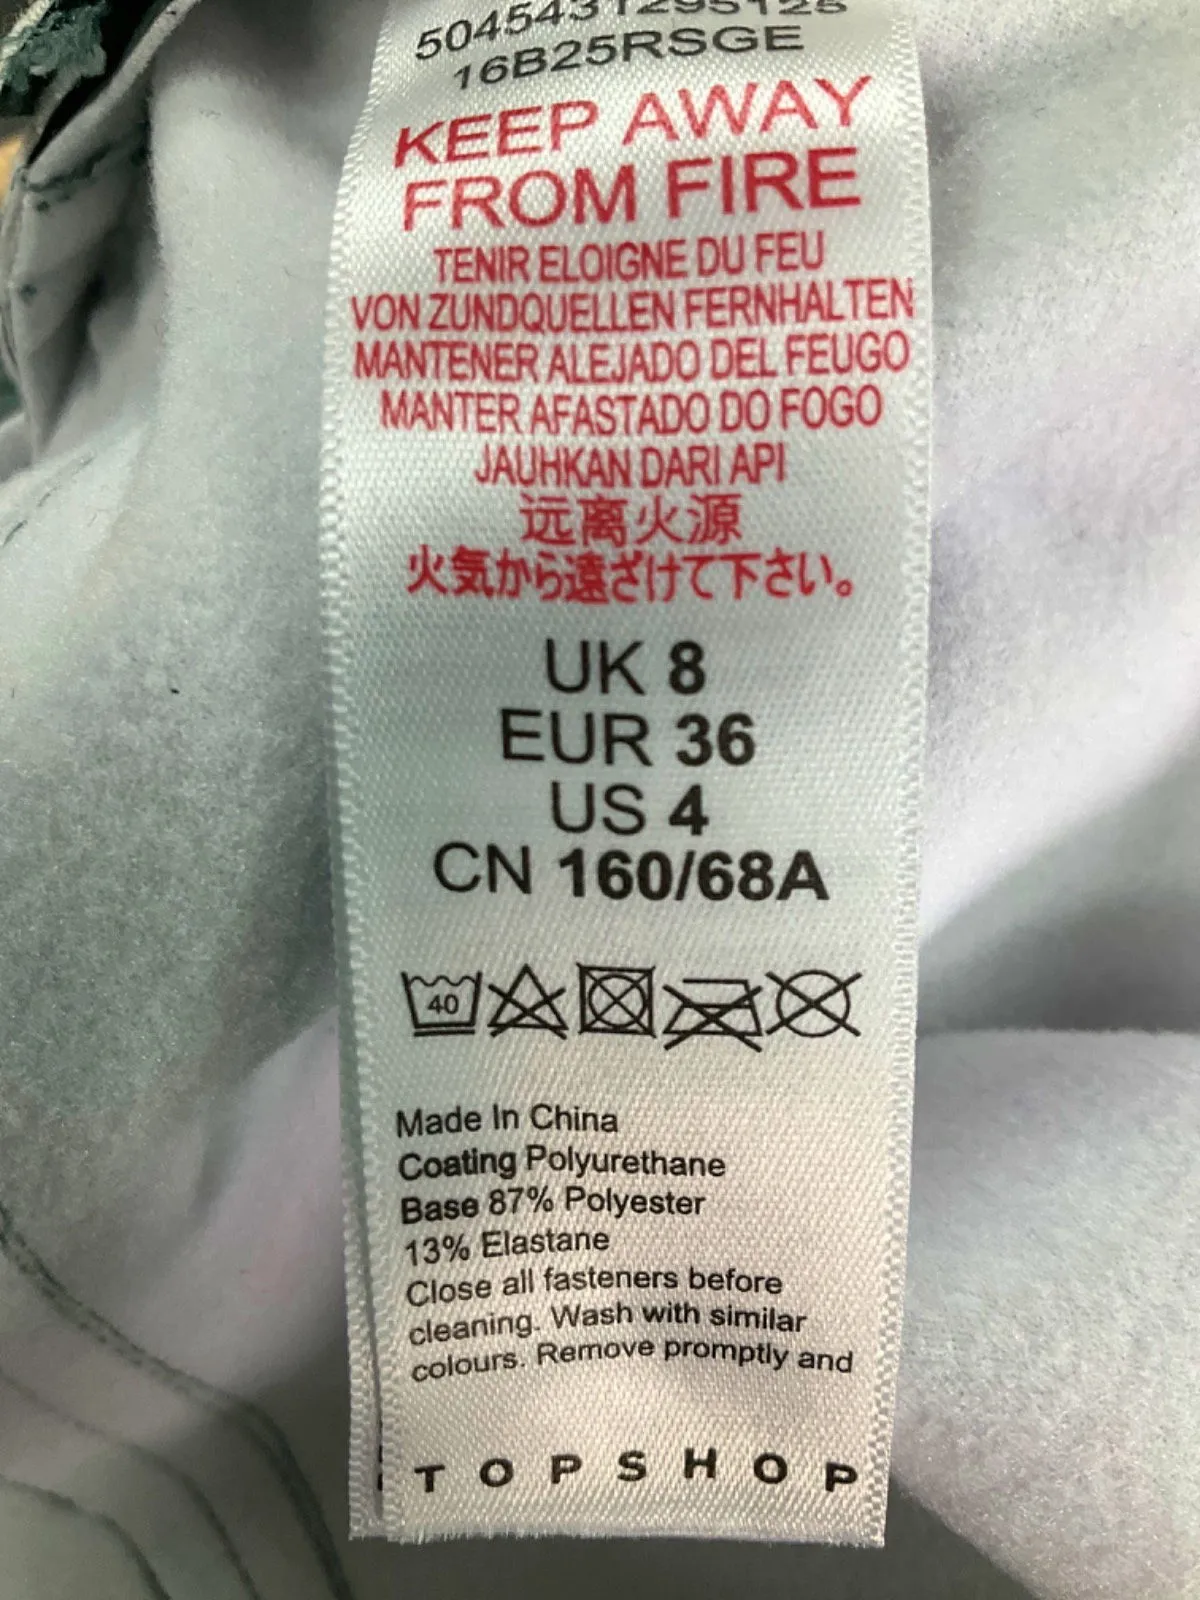 5045431295125
16B25RSGE
KEEP AWAY
FROM FIRE
TENIR ELOIGNE DU FEU
VON ZUNDQUELLEN FERNHALTEN
MANTENER ALEJADO DEL FEUGO
MANTER AFASTADO DO FOGO
JAUHKAN DARI API
远离火源
火気から遠ざけて下さい。
UK 8
EUR 36
US 4
CN 160/68A
40
Made In China
Coating Polyurethane
Base 87% Polyester
13% Elastane
Close all fasteners before
cleaning. Wash with similar
colours. Remove promptly and
TOPSHOP